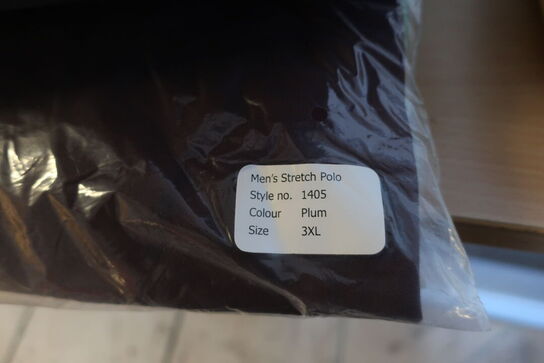 Men's Stretch Polo
Style no. 1405
Colour Plum
Size 3XL